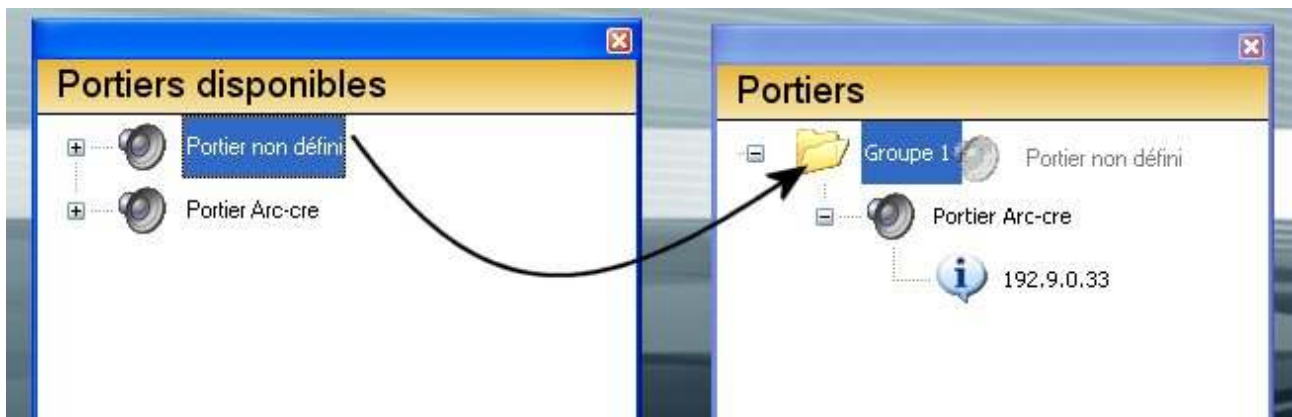 Portiers disponibles
Portier non défini
Portier Arc-cre
Portiers
Groupe 1
Portier non défini
Portier Arc-cre
192.9.0.33